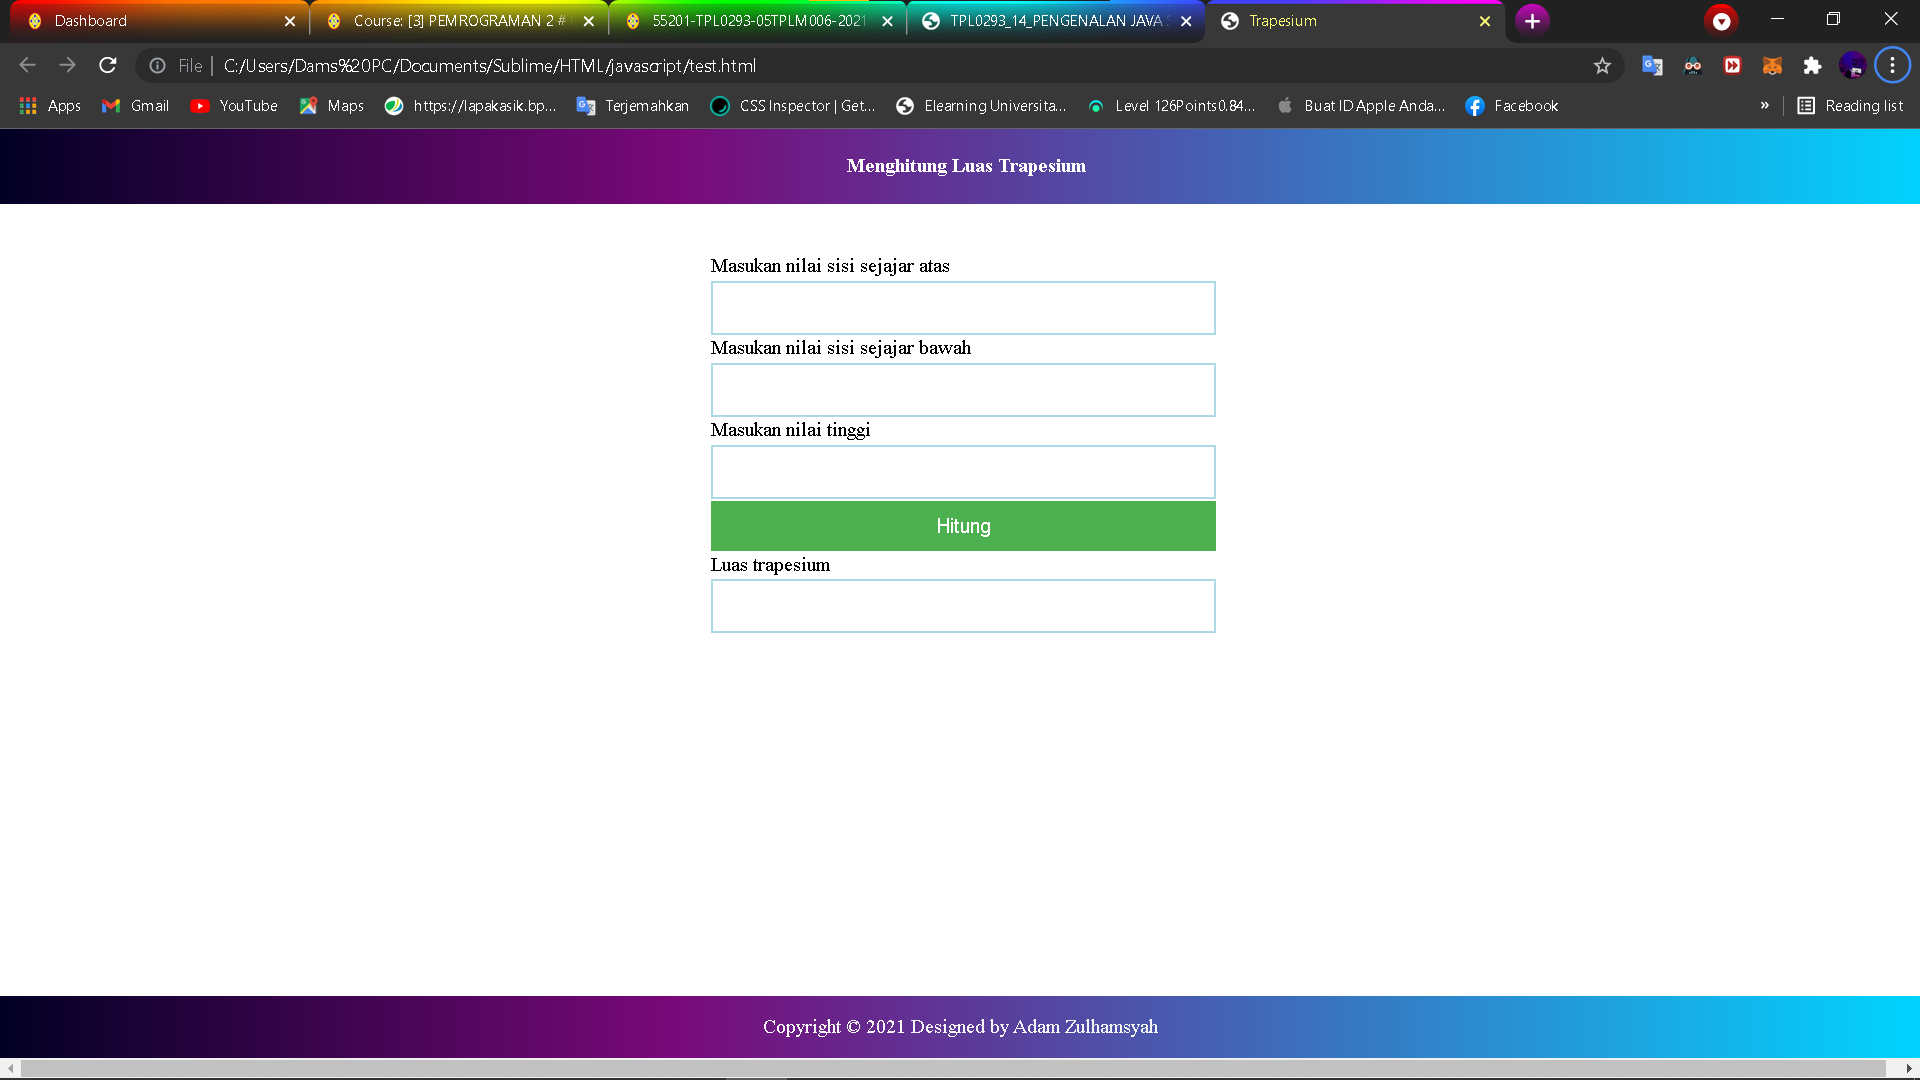 Dashboard
Course: [3] PEMROGRAMAN 2 #
55201-TPL0293-05TPLM006-2021
TPL0293_14_PENGENALAN JAVA
Trapesium
File | C:/Users/Dams%20PC/Documents/Sublime/HTML/javascript/test.html
Apps Gmail YouTube Maps https://lapakasik.bp... Terjemahkan CSS Inspector | Get... Elearning Universita... Level 126Points0.84... Buat ID Apple Anda... Facebook » Reading list
Menghitung Luas Trapesium
Masukan nilai sisi sejajar atas
Masukan nilai sisi sejajar bawah
Masukan nilai tinggi
Hitung
Luas trapesium
Copyright © 2021 Designed by Adam Zulhamsyah